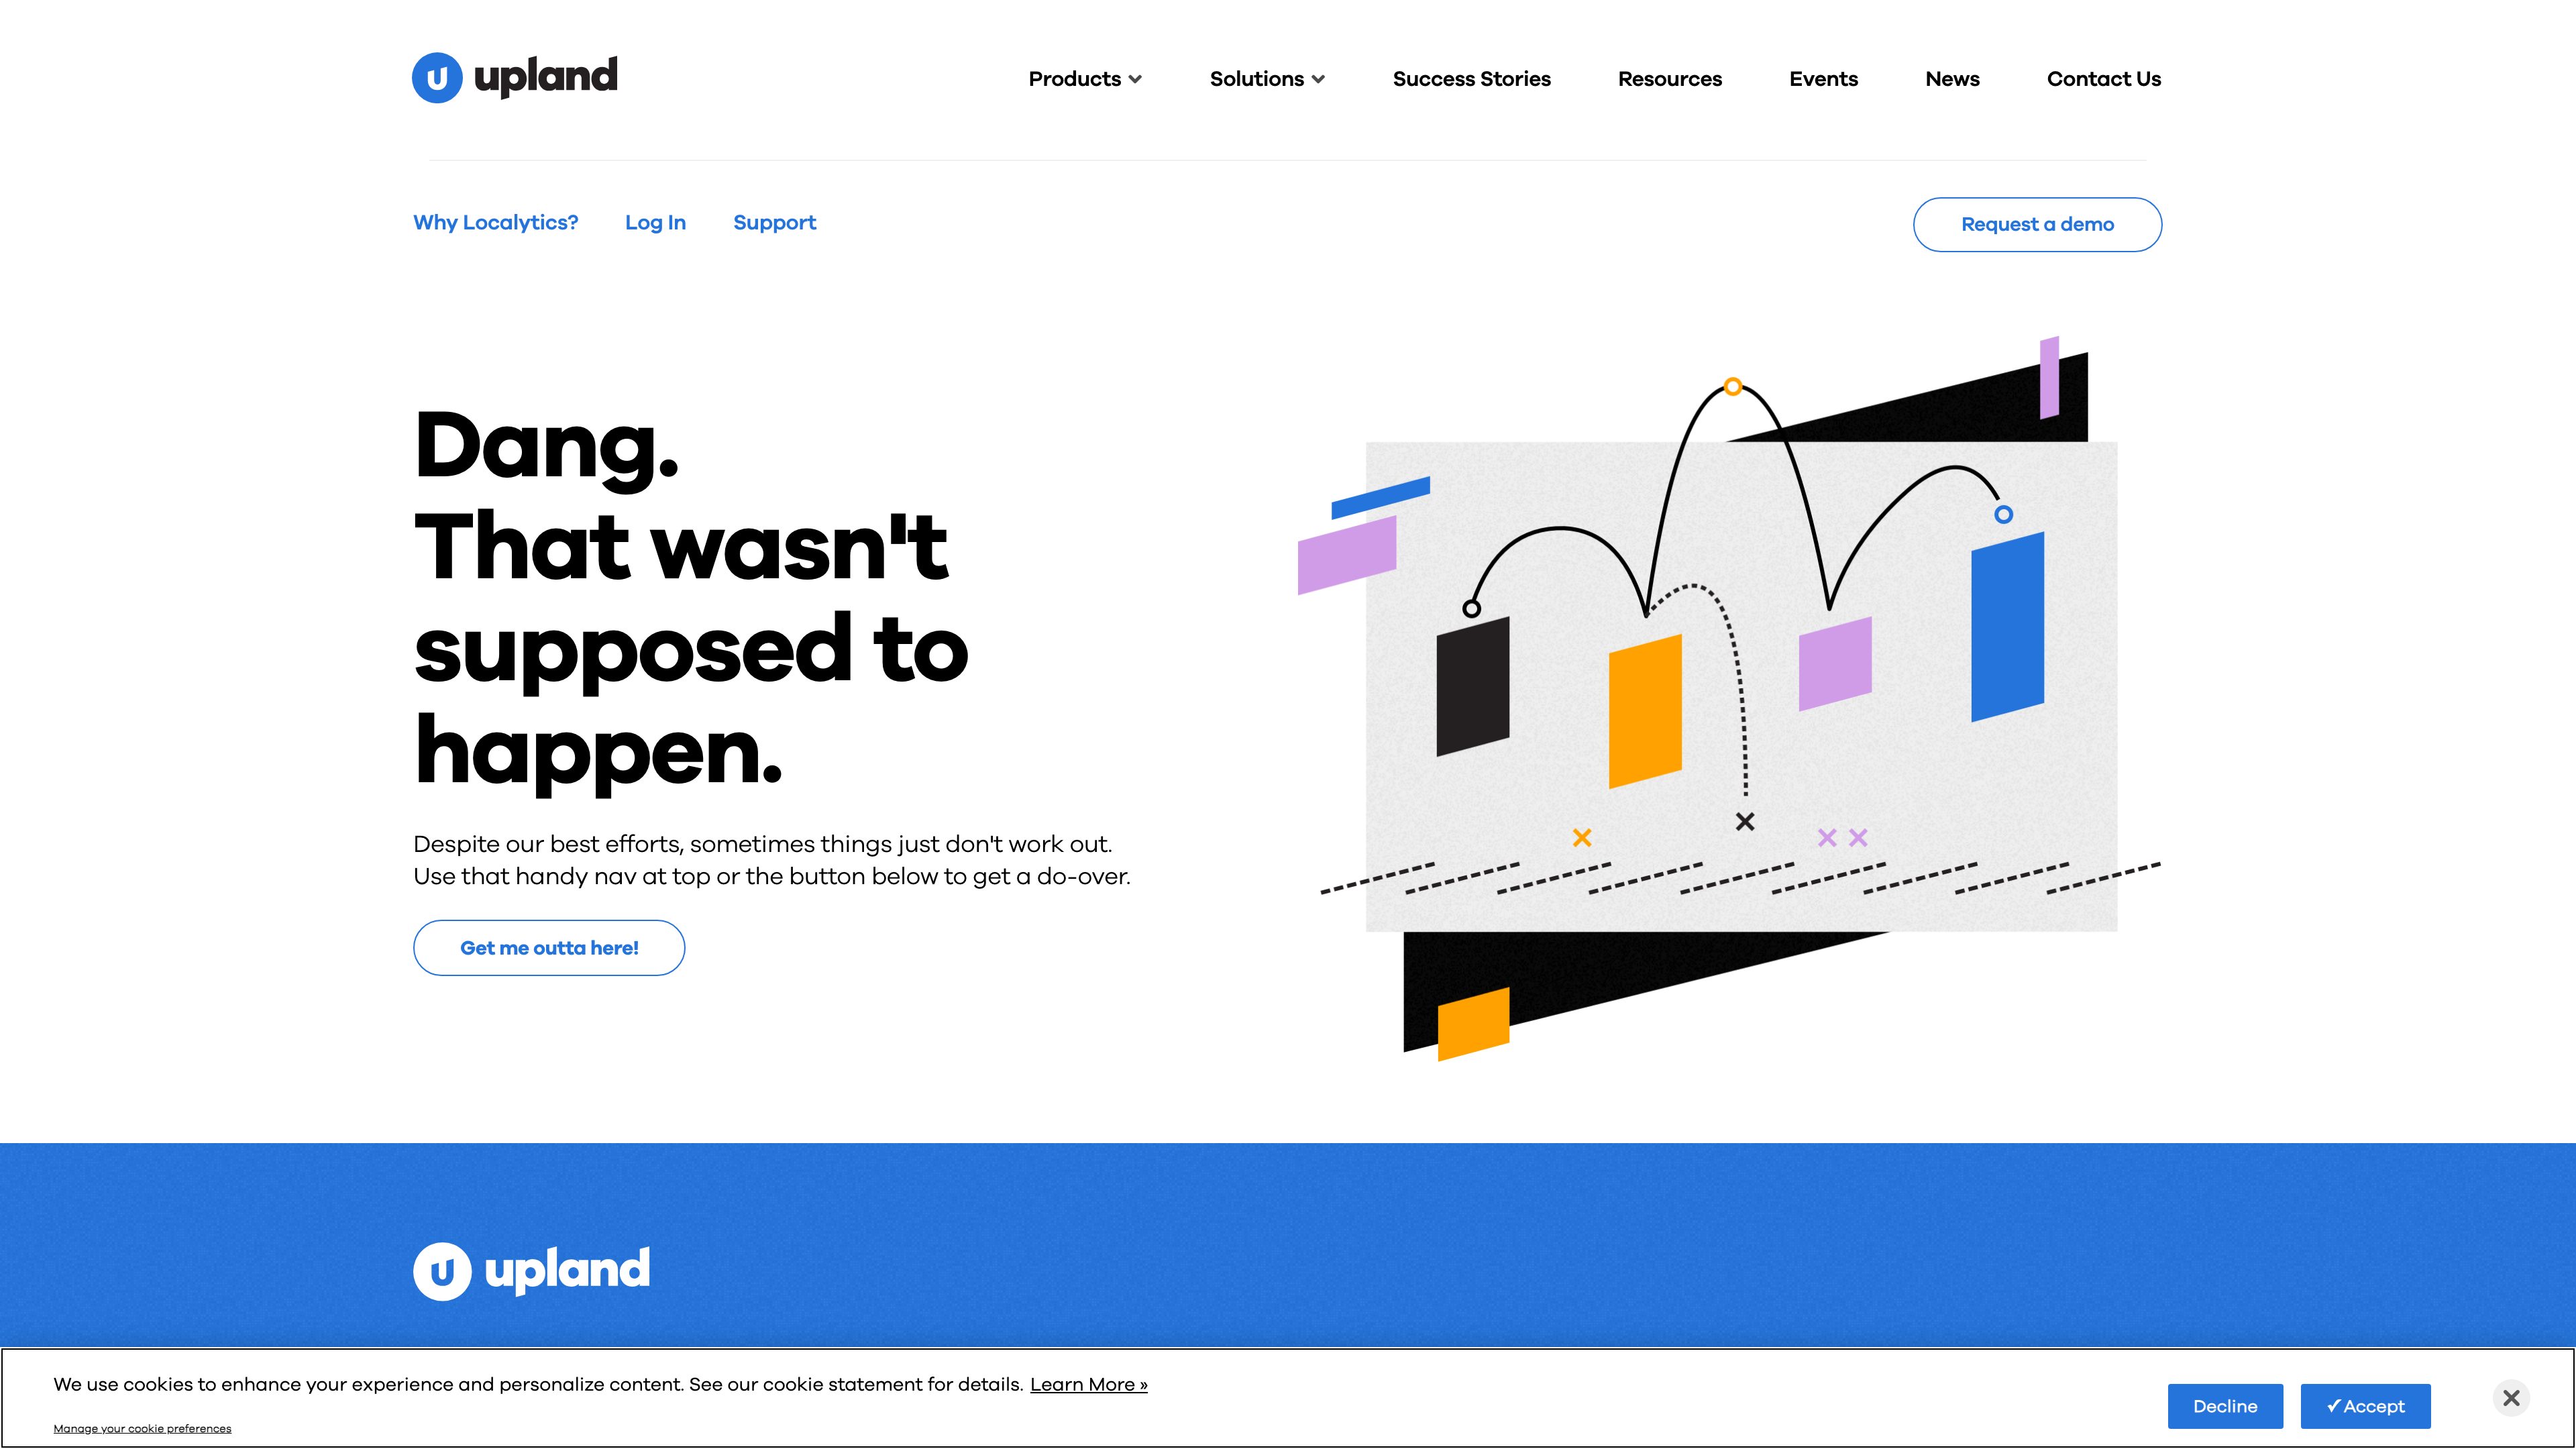 upland
Products Solutions Success Stories Resources Events News Contact Us
Why Localytics? Log In Support Request a demo
Dang.
That wasn't
supposed to
happen.
Despite our best efforts, sometimes things just don't work out.
Use that handy nav at top or the button below to get a do-over.
Get me outta here!
upland
We use cookies to enhance your experience and personalize content. See our cookie statement for details. Learn More »
Manage your cookie preferences
Decline ✓Accept